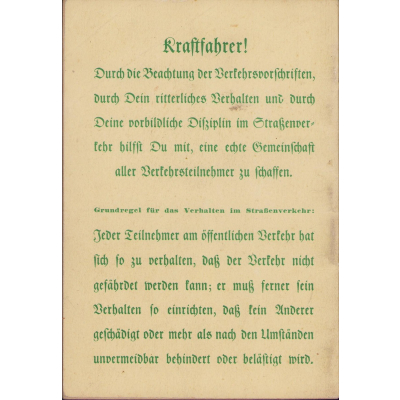 Kraftfahrer!
Durch die Beachtung der Verkehrsvorschriften,
durch Dein ritterliches Verhalten und durch
Deine vorbildliche Disziplin im Straßenver-
kehr hilfst Du mit, eine echte Gemeinschaft
aller Verkehrsteilnehmer zu schaffen.
Grundregel für das Verhalten im Straßenverkehr:
Jeder Teilnehmer am öffentlichen Verkehr hat
sich so zu verhalten, daß der Verkehr nicht
gefährdet werden kann; er muß ferner sein
Verhalten so einrichten, daß kein Anderer
geschädigt oder mehr als nach den Umständen
unvermeidbar behindert oder belästigt wird.